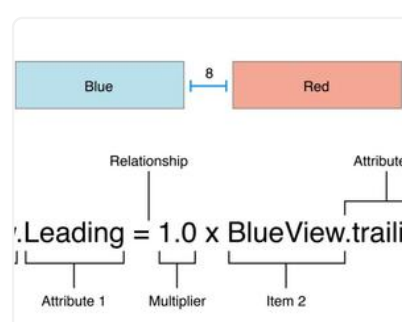 8
Blue Red
Relationship Attribute
.Leading = 1.0 x BlueView.traili
Attribute 1 Multiplier Item 2